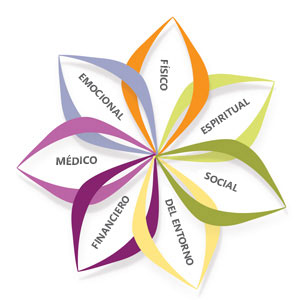 FÍSICO
ESPIRITUAL
SOCIAL
DEL ENTORNO
FINANCIERO
MÉDICO
EMOCIONAL